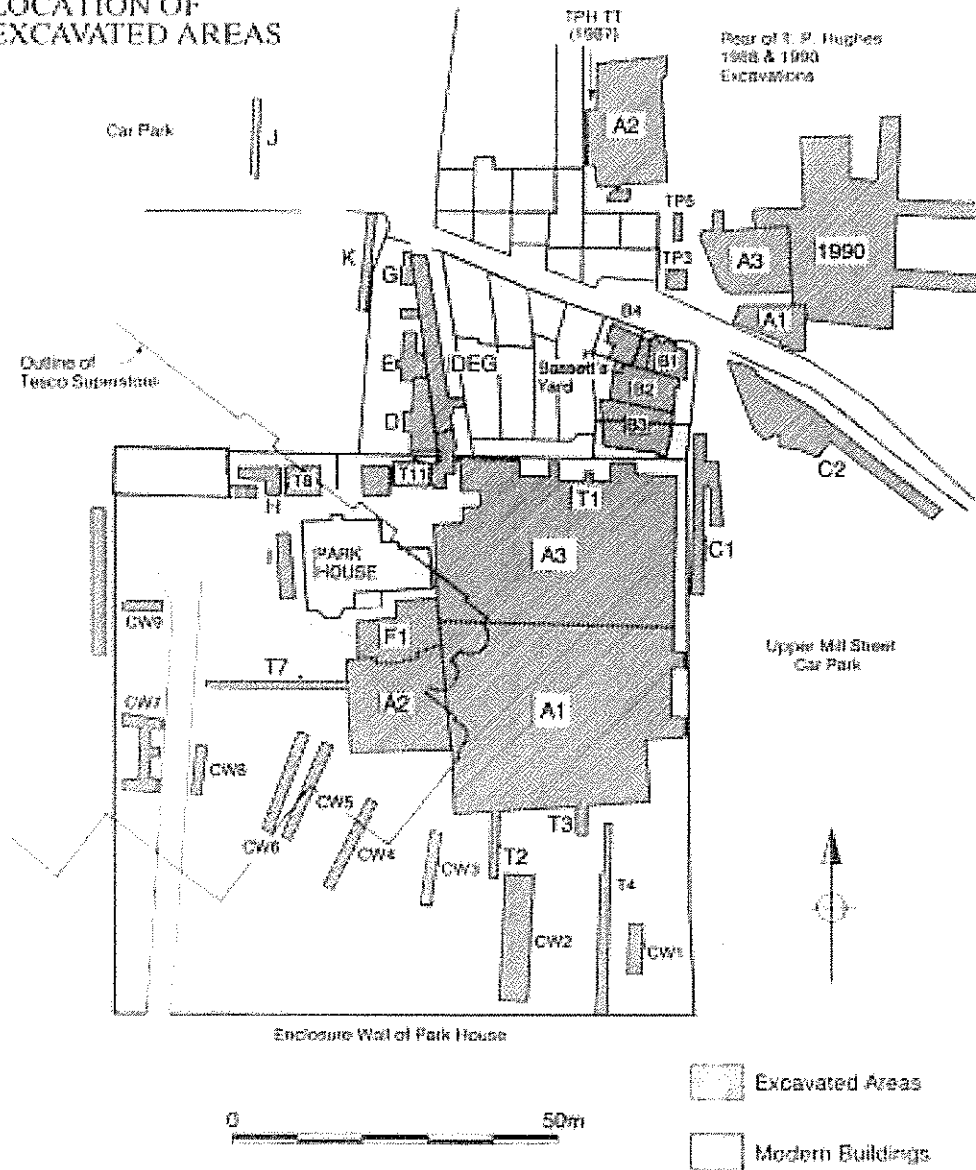 LOCATION OF
EXCAVATED AREAS
TPH TT
(1987)
Rear of T. P. Hughes
1988 & 1990
Excavations
Car Park
J
A2
TP5
K
G
TP3
A3
1990
A1
B4
Outline of
Tesco Superstore
E
DEG
Bassett's
Yard
B1
B2
D
B3
C2
T11
H
T1
I
PARK
HOUSE
A3
C1
CW9
F1
Upper Mill Street
Car Park
T7
A2
A1
CW7
CW8
CW5
CW6
CW4
T3
CW3
T2
T4
CW2
CW1
Enclosure Wall of Park House
Excavated Areas
0 50m
Modern Buildings